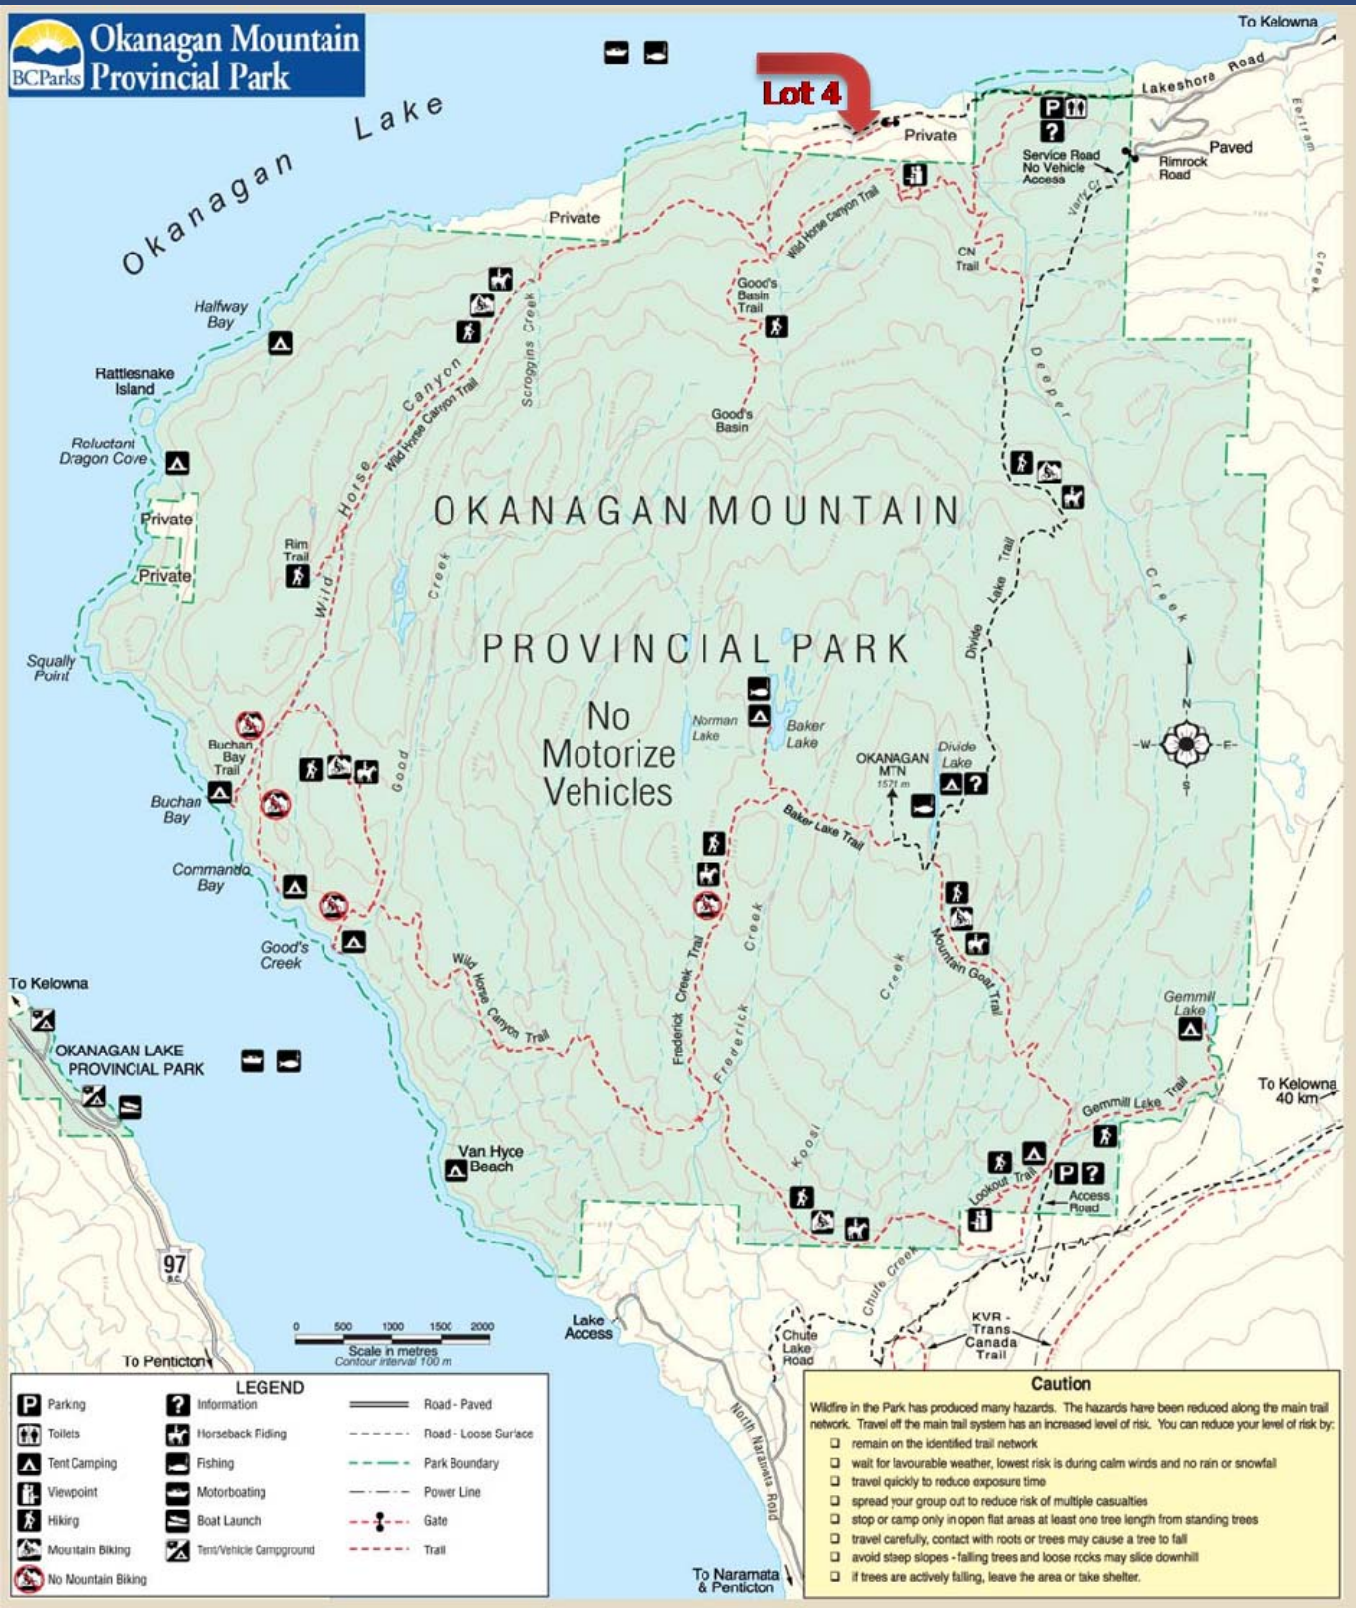 Okanagan Mountain
Provincial Park
BCParks
To Kelowna
Lakeshore Road
Lot 4
Okanagan Lake
Private
Service Road
No Vehicle
Access
Paved
Rimrock
Road
Varty Cr
Bertram
Creek
Private
Wild Horse Canyon Trail
CN
Trail
Good's
Basin
Trail
Halfway
Bay
Scroggins Creek
Rattlesnake
Island
Wild Horse Canyon
Wild Horse Canyon Trail
Deeper
Creek
Good's
Basin
Reluctant
Dragon Cove
Private
Private
Rim
Trail
OKANAGAN MOUNTAIN
PROVINCIAL PARK
No
Motorize
Vehicles
Good Creek
Divide Lake Trail
Squally
Point
Norman
Lake
Baker
Lake
N
W
E
S
Buchan
Bay
Trail
OKANAGAN
MTN
1571 m
Divide
Lake
Buchan
Bay
Baker Lake Trail
Commando
Bay
Good's
Creek
Wild Horse Canyon Trail
Frederick Creek Trail
Frederick Creek
Koosi Creek
Mountain Goat Trail
To Kelowna
OKANAGAN LAKE
PROVINCIAL PARK
Gemmill
Lake
To Kelowna
40 km
Gemmill Lake Trail
Van Hyce
Beach
Lookout Trail
Access
Road
97
B.C.
Chute Creek
Lake
Access
Chute
Lake
Road
KVR -
Trans
Canada
Trail
0 500 1000 1500 2000
Scale in metres
Contour interval 100 m
To Penticton
North Naramata Road
To Naramata
& Penticton
LEGEND
P Parking
Toilets
Tent Camping
Viewpoint
Hiking
Mountain Biking
No Mountain Biking
? Information
Horseback Riding
Fishing
Motorboating
Boat Launch
Tent/Vehicle Campground
Road - Paved
Road - Loose Surface
Park Boundary
Power Line
Gate
Trail
Caution
Wildfire in the Park has produced many hazards. The hazards have been reduced along the main trail
network. Travel off the main trail system has an increased level of risk. You can reduce your level of risk by:
❑ remain on the identified trail network
❑ wait for favourable weather, lowest risk is during calm winds and no rain or snowfall
❑ travel quickly to reduce exposure time
❑ spread your group out to reduce risk of multiple casualties
❑ stop or camp only in open flat areas at least one tree length from standing trees
❑ travel carefully, contact with roots or trees may cause a tree to fall
❑ avoid steep slopes - falling trees and loose rocks may slide downhill
❑ if trees are actively falling, leave the area or take shelter.